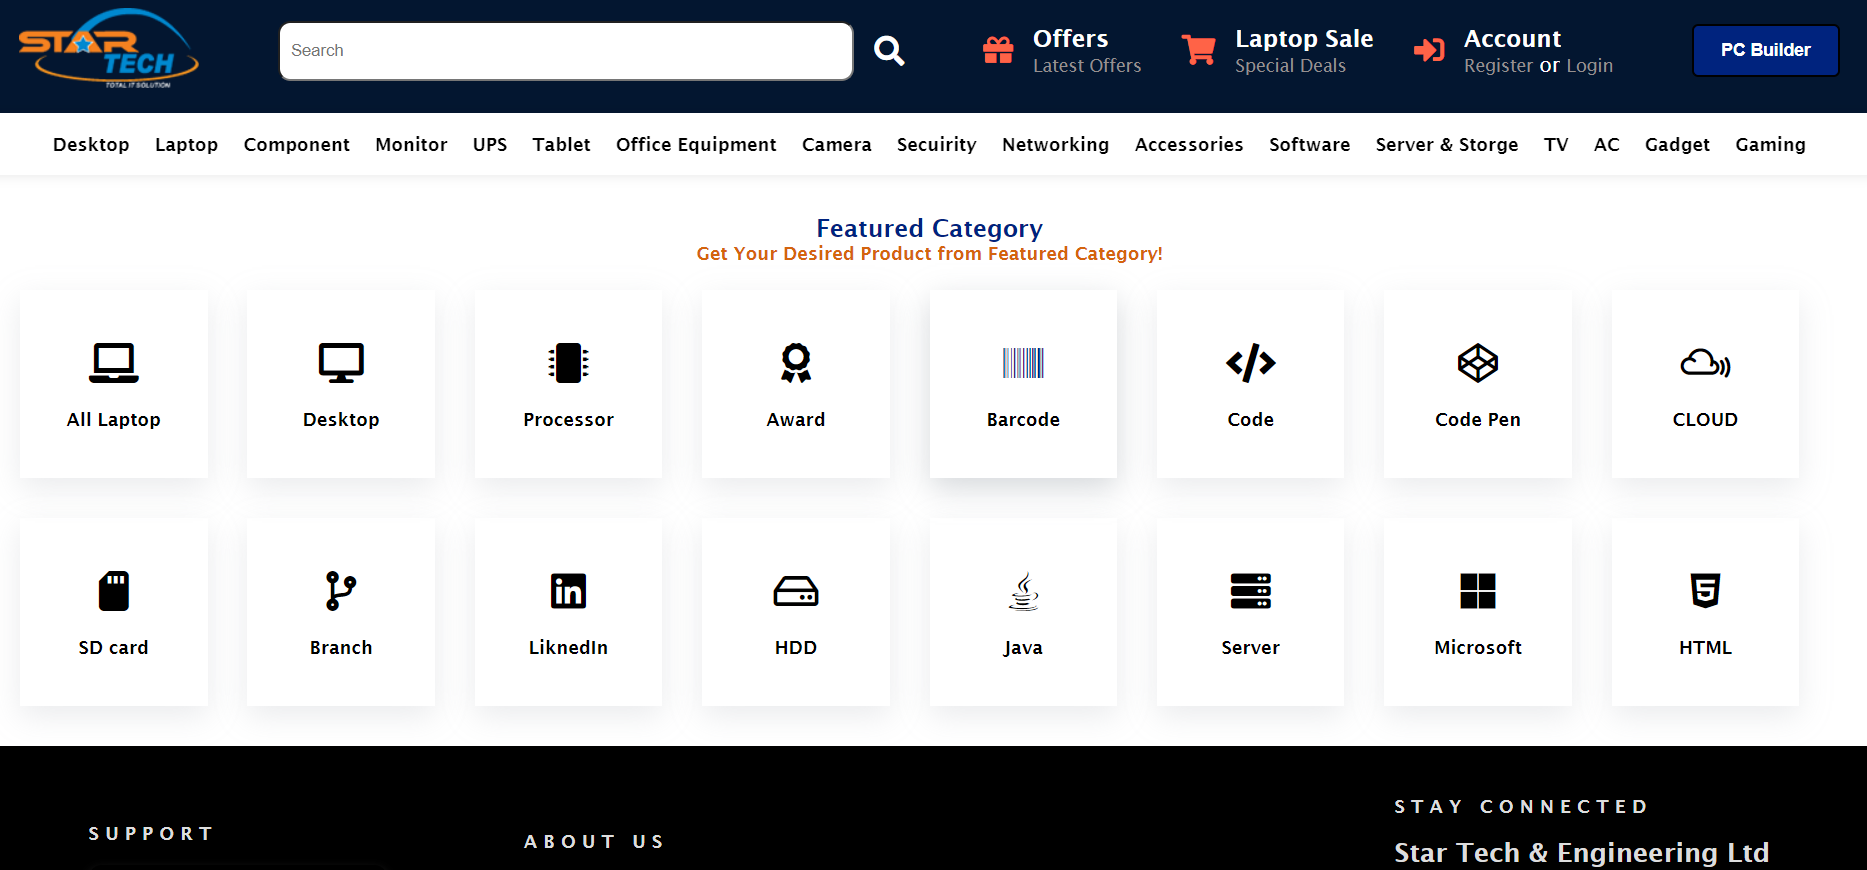 STAR
TECH
TOTAL IT SOLUTION
Search
Offers
Latest Offers
Laptop Sale
Special Deals
Account
Register or Login
PC Builder
Desktop Laptop Component Monitor UPS Tablet Office Equipment Camera Secuirity Networking Accessories Software Server & Storge TV AC Gadget Gaming
Featured Category
Get Your Desired Product from Featured Category!
All Laptop
Desktop
Processor
Award
Barcode
Code
Code Pen
CLOUD
SD card
Branch
LiknedIn
HDD
Java
Server
Microsoft
HTML
SUPPORT
ABOUT US
STAY CONNECTED
Star Tech & Engineering Ltd